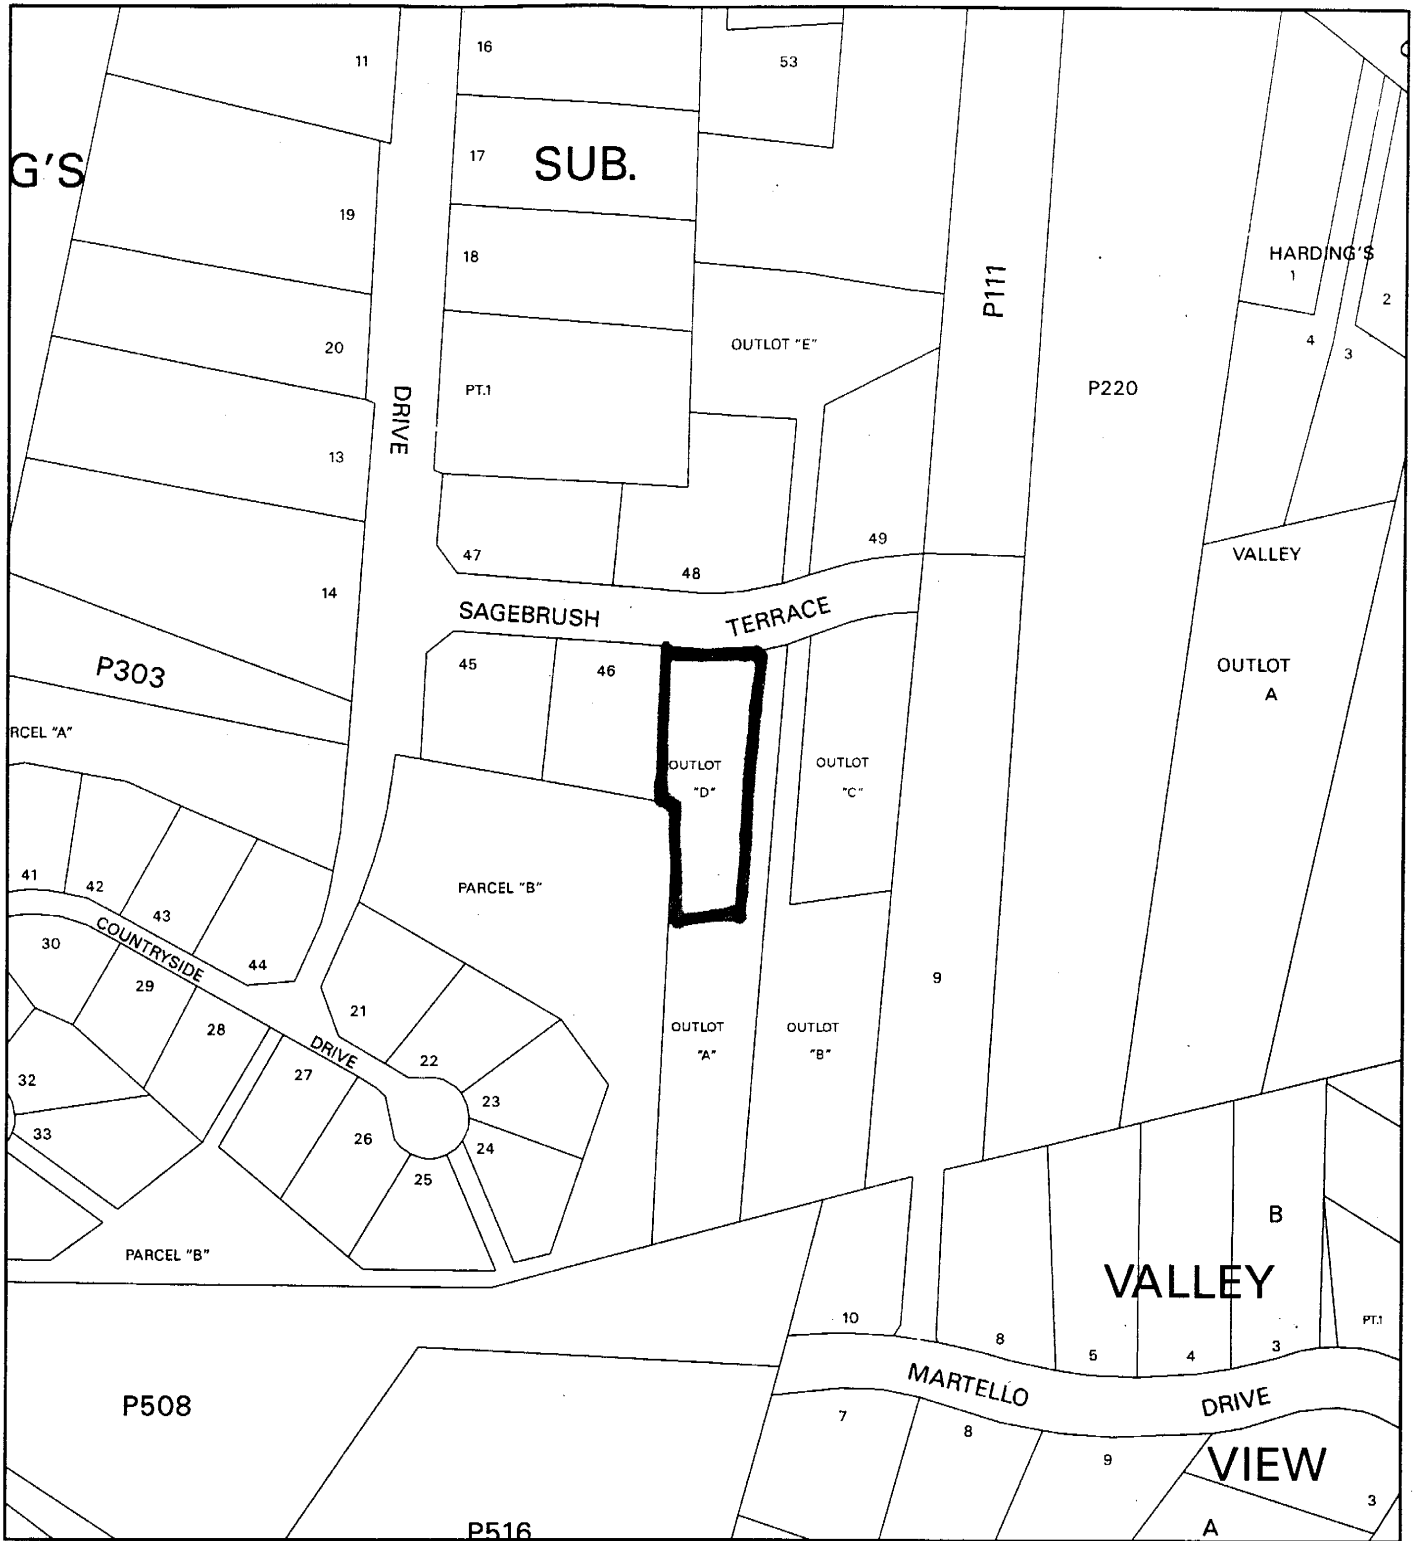 11
16
53
G'S
17
SUB.
19
18
HARDING'S
1
2
P111
20
OUTLOT "E"
4
3
PT.1
P220
DRIVE
13
49
47
48
VALLEY
14
SAGEBRUSH TERRACE
P303
45
46
OUTLOT
A
RCEL "A"
OUTLOT
"D"
OUTLOT
"C"
41
42
43
PARCEL "B"
COUNTRYSIDE DRIVE
30
44
29
9
28
21
OUTLOT
"A"
OUTLOT
"B"
22
27
32
23
33
26
24
25
B
PARCEL "B"
VALLEY
10
8
5
4
3
PT.1
MARTELLO DRIVE
P508
7
8
9
VIEW
3
P516
A